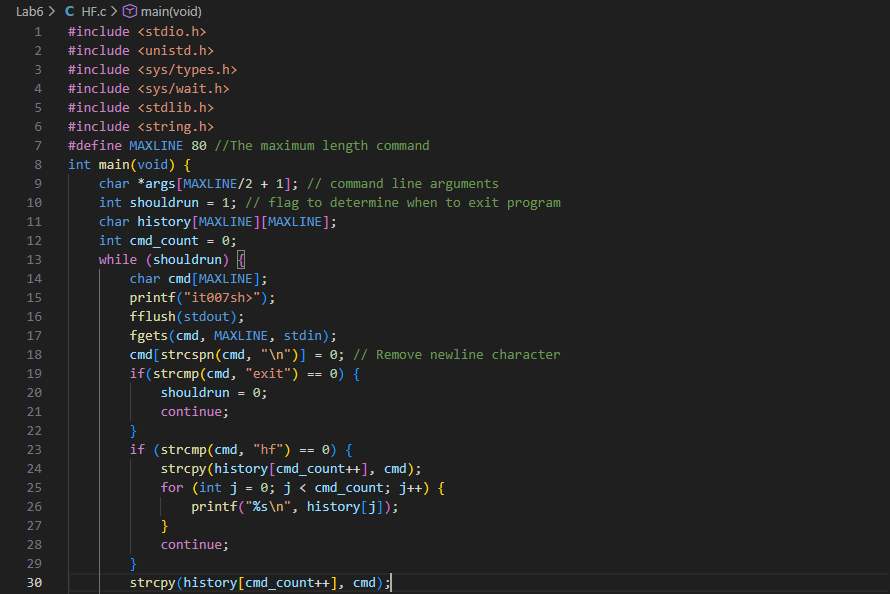 Lab6 > C HF.c > main(void)
1 #include <stdio.h>
2 #include <unistd.h>
3 #include <sys/types.h>
4 #include <sys/wait.h>
5 #include <stdlib.h>
6 #include <string.h>
7 #define MAXLINE 80 //The maximum length command
8 int main(void) {
9 char *args[MAXLINE/2 + 1]; // command line arguments
10 int shouldrun = 1; // flag to determine when to exit program
11 char history[MAXLINE][MAXLINE];
12 int cmd_count = 0;
13 while (shouldrun) {
14 char cmd[MAXLINE];
15 printf("it007sh>");
16 fflush(stdout);
17 fgets(cmd, MAXLINE, stdin);
18 cmd[strcspn(cmd, "\n")] = 0; // Remove newline character
19 if(strcmp(cmd, "exit") == 0) {
20 shouldrun = 0;
21 continue;
22 }
23 if (strcmp(cmd, "hf") == 0) {
24 strcpy(history[cmd_count++], cmd);
25 for (int j = 0; j < cmd_count; j++) {
26 printf("%s\n", history[j]);
27 }
28 continue;
29 }
30 strcpy(history[cmd_count++], cmd);